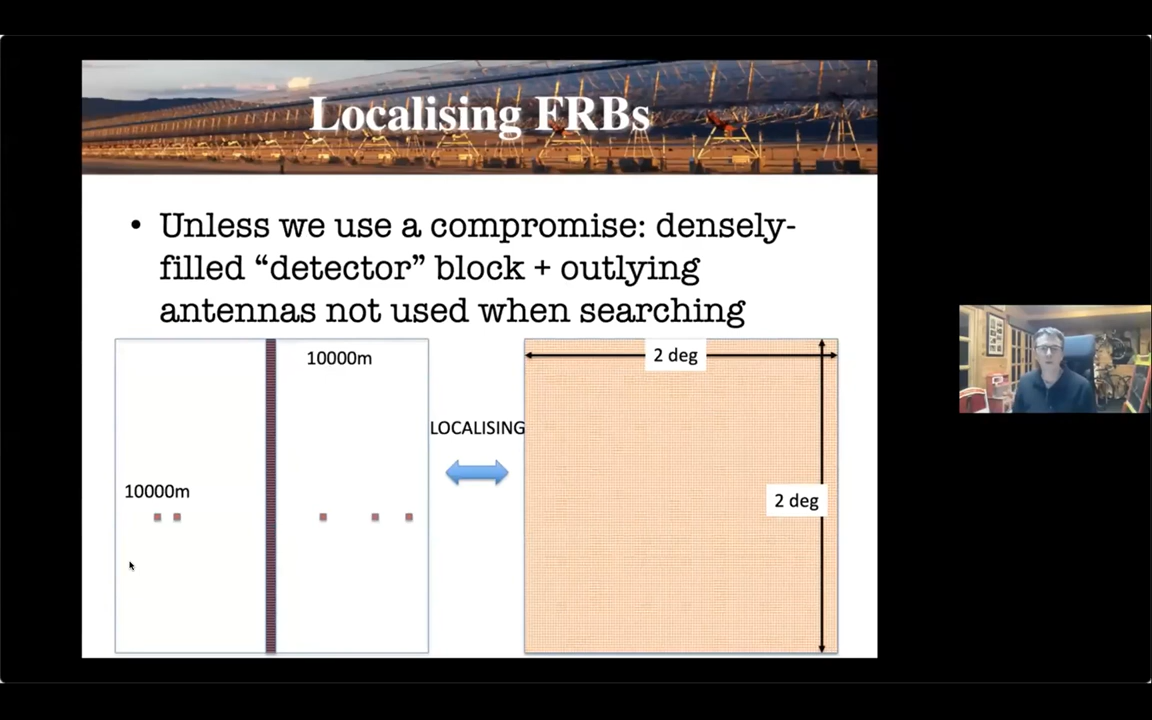 Localising FRBs
• Unless we use a compromise: densely-
filled “detector” block + outlying
antennas not used when searching
10000m
2 deg
LOCALISING
10000m
2 deg